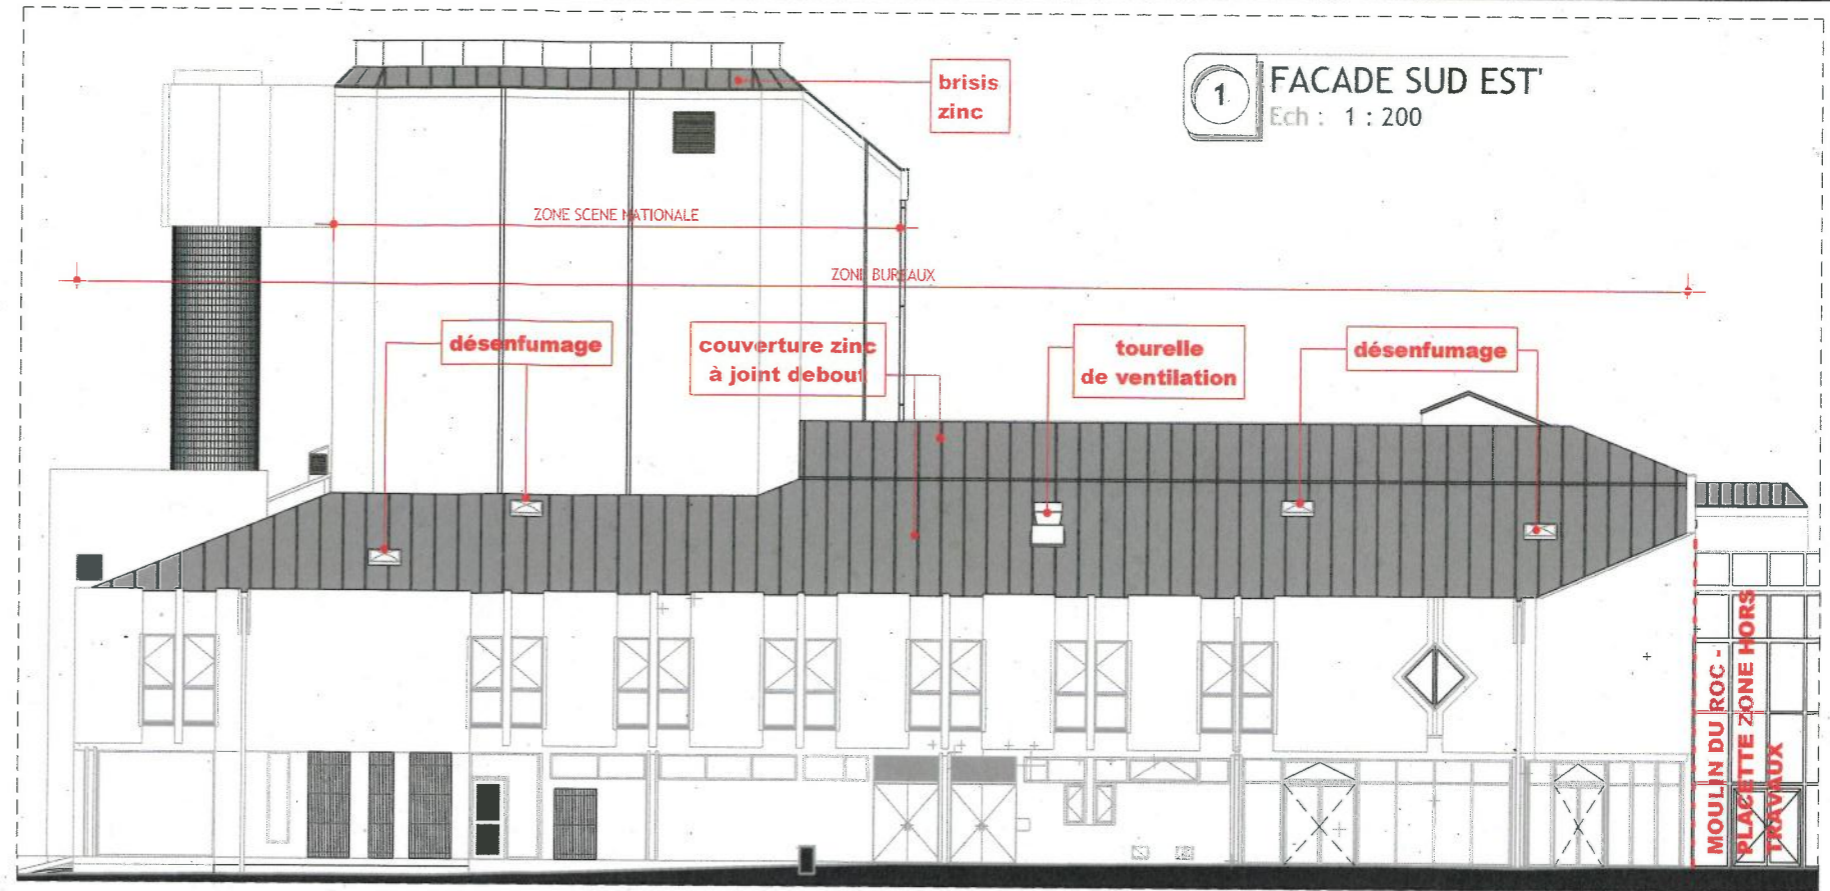 brisis
zinc
1
FACADE SUD EST'
Ech : 1 : 200
ZONE SCENE NATIONALE
ZONE BUREAUX
désenfumage
couverture zinc
à joint debout
tourelle
de ventilation
désenfumage
MOULIN DU ROC -
PLACETTE ZONE HORS
TRAVAUX